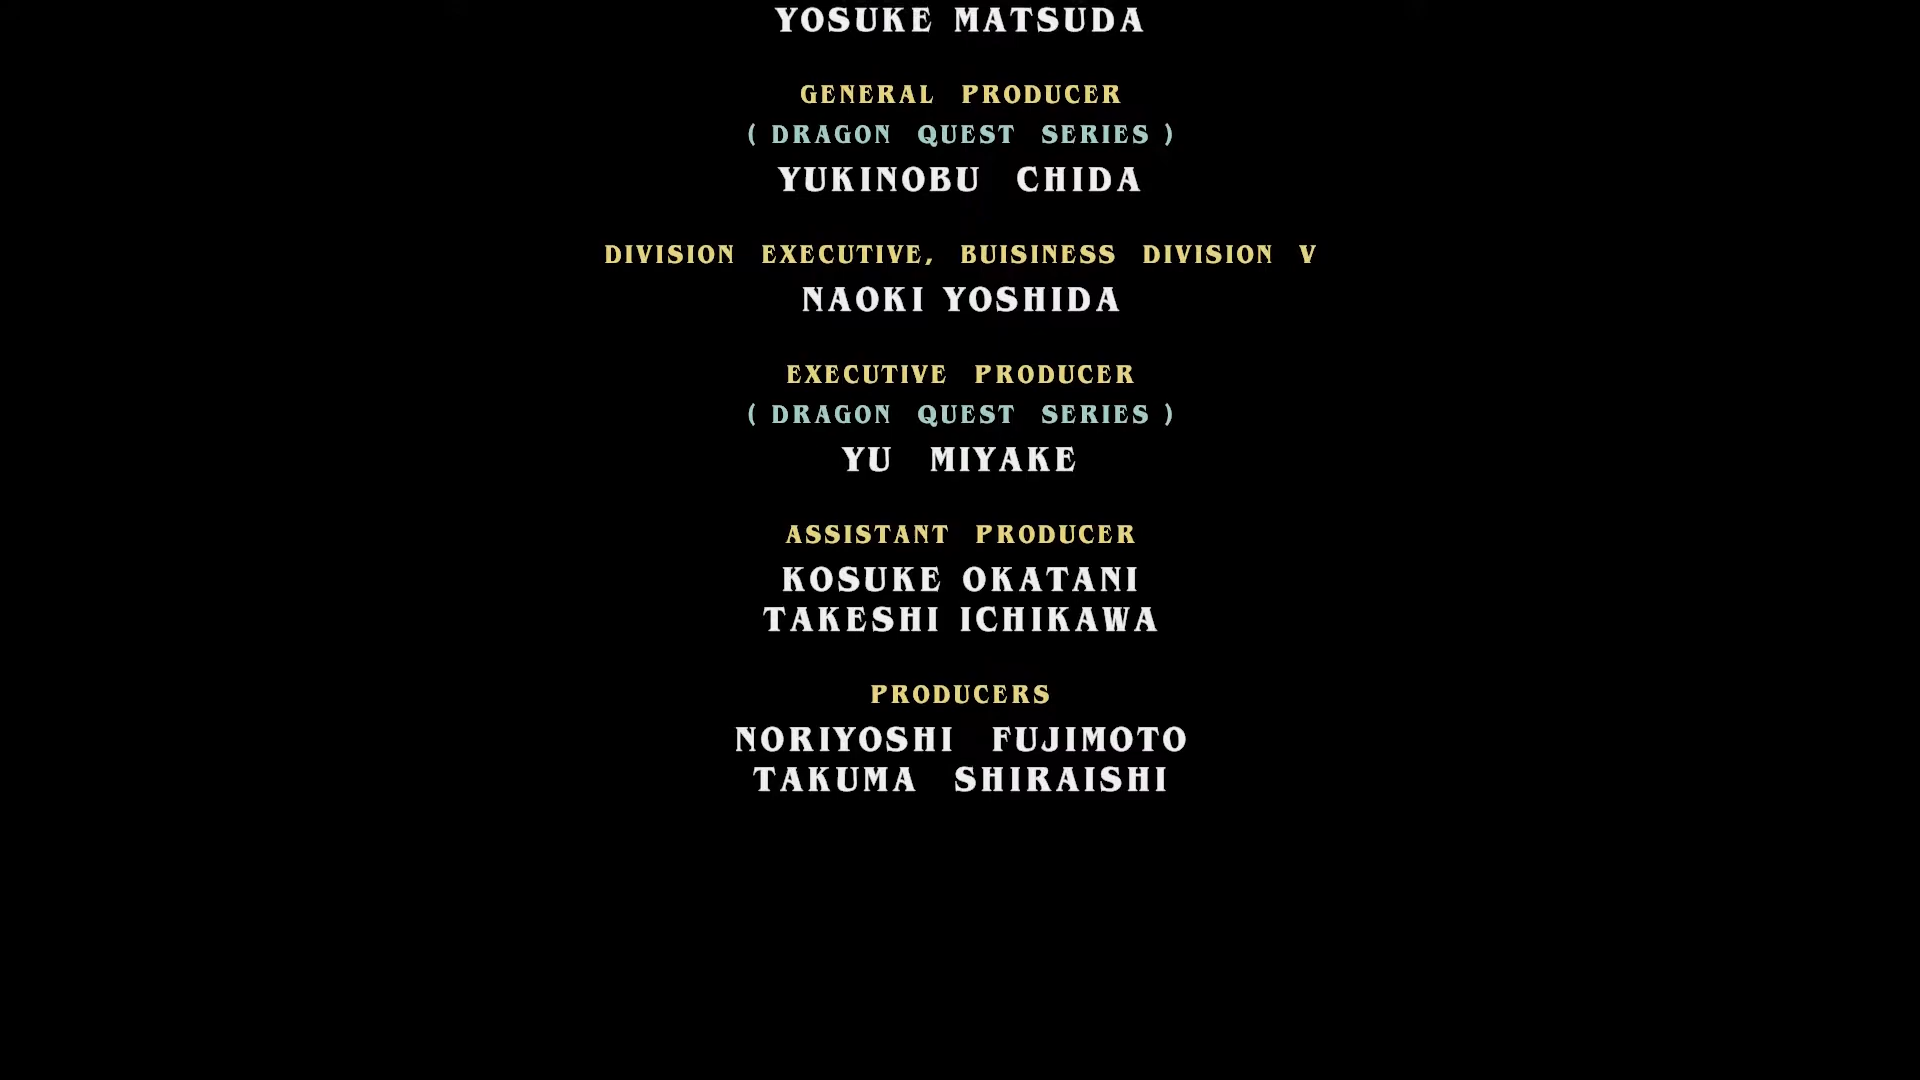 YOSUKE MATSUDA
GENERAL PRODUCER
( DRAGON QUEST SERIES )
YUKINOBU CHIDA
DIVISION EXECUTIVE, BUISINESS DIVISION V
NAOKI YOSHIDA
EXECUTIVE PRODUCER
( DRAGON QUEST SERIES )
YU MIYAKE
ASSISTANT PRODUCER
KOSUKE OKATANI
TAKESHI ICHIKAWA
PRODUCERS
NORIYOSHI FUJIMOTO
TAKUMA SHIRAISHI